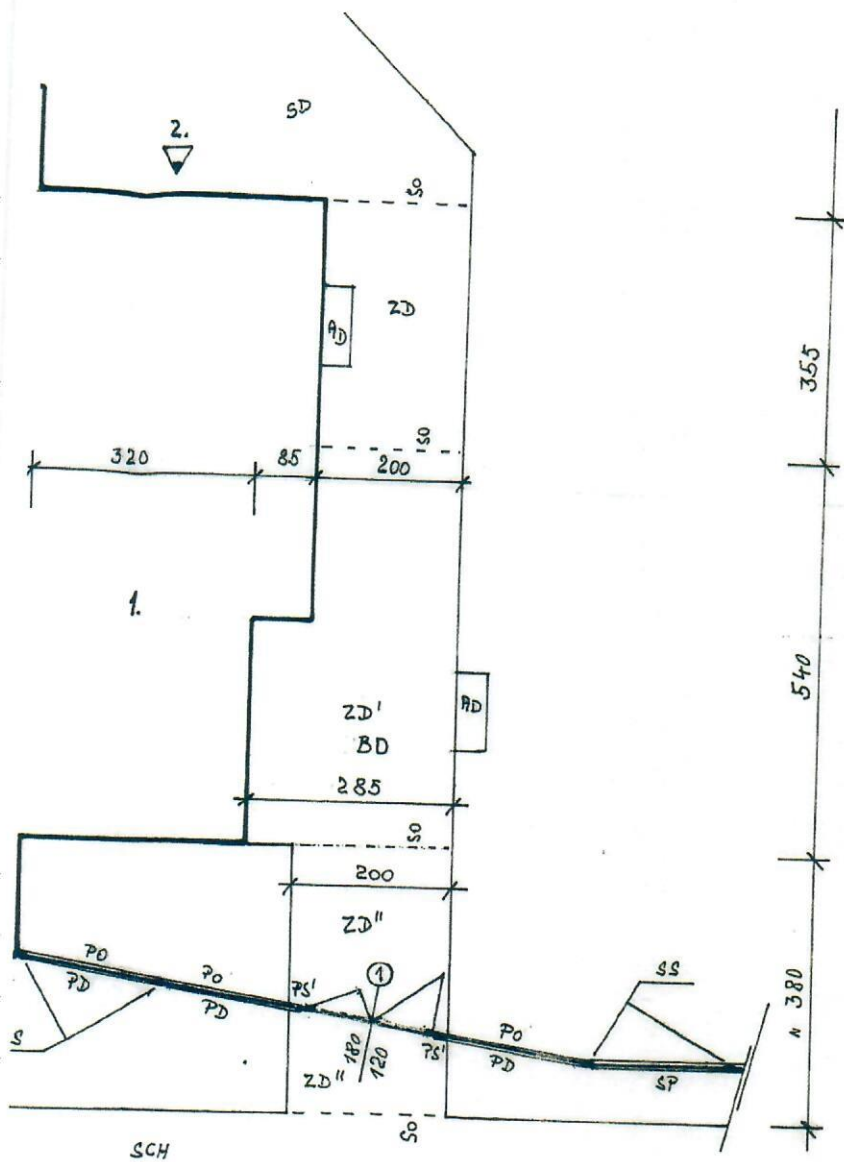 SD
2.
SO
ZD
AD
355
SO
320
85
200
1.
540
AD
ZD'
BD
285
SO
200
ZD"
PO
PD
PO
PD
PS'
1
SS
S
PS'
PO
PD
SP
180
120
ZD"
~ 380
SO
SCH